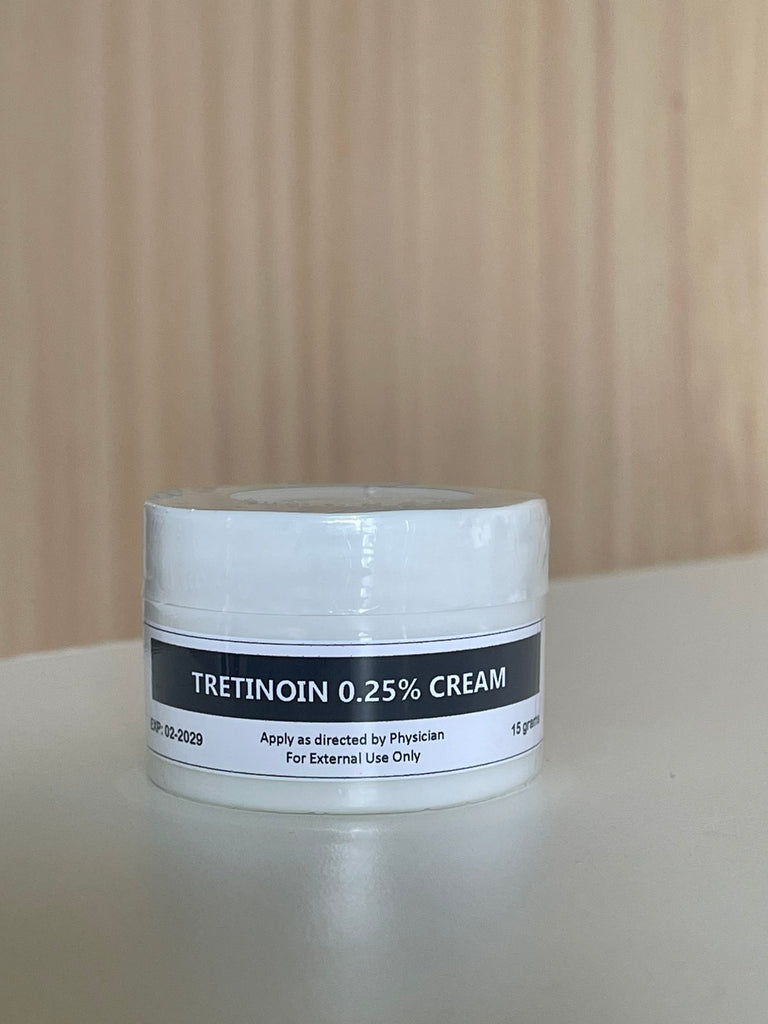 TRETINOIN 0.25% CREAM
EXP: 02-2029
Apply as directed by Physician
For External Use Only
15 grams